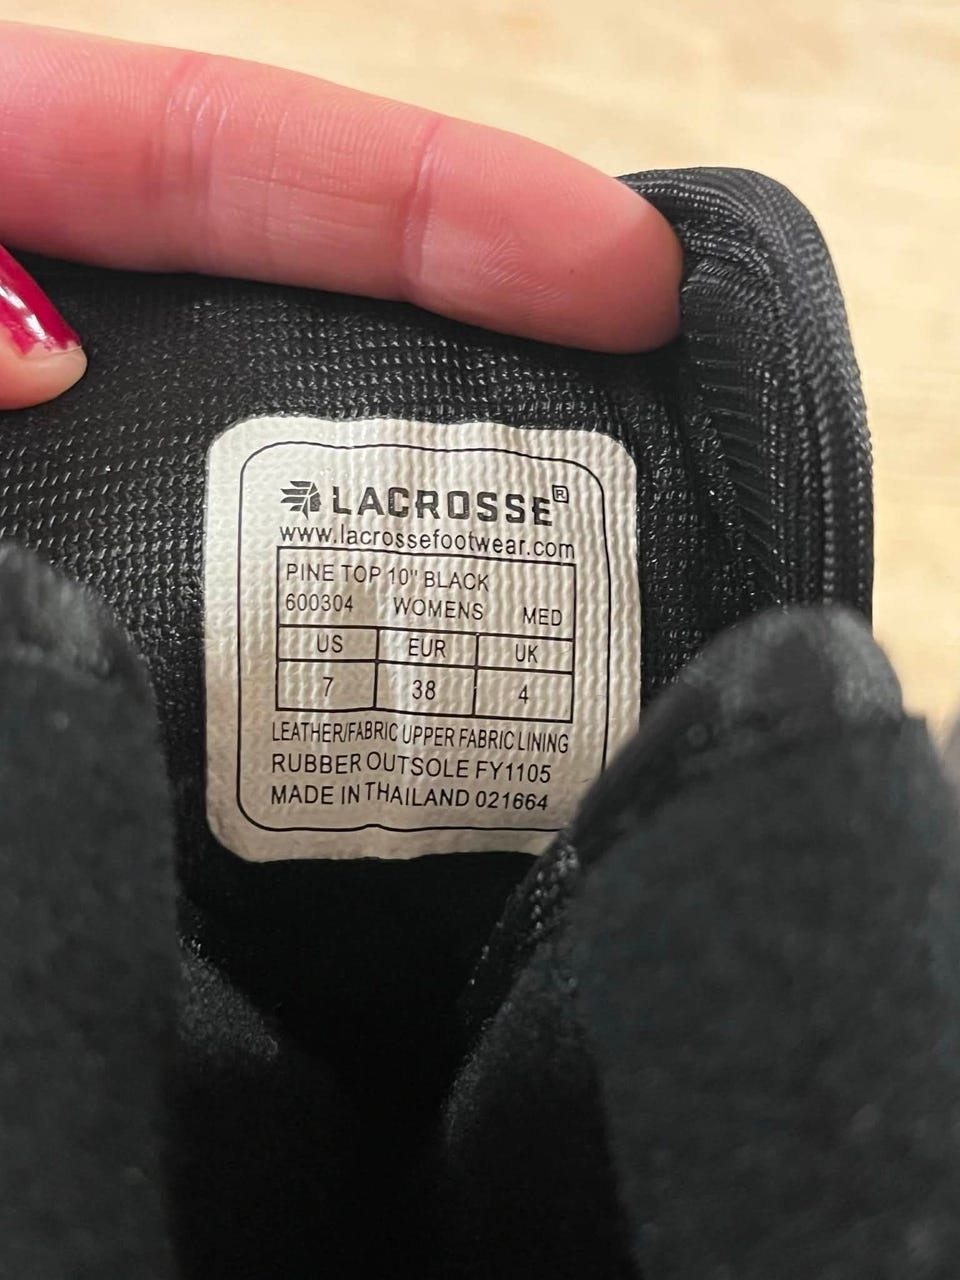 LACROSSE®
www.lacrossefootwear.com
PINE TOP 10" BLACK
600304 WOMENS MED
US EUR UK
7 38 4
LEATHER/FABRIC UPPER FABRIC LINING
RUBBER OUTSOLE FY1105
MADE IN THAILAND 021664